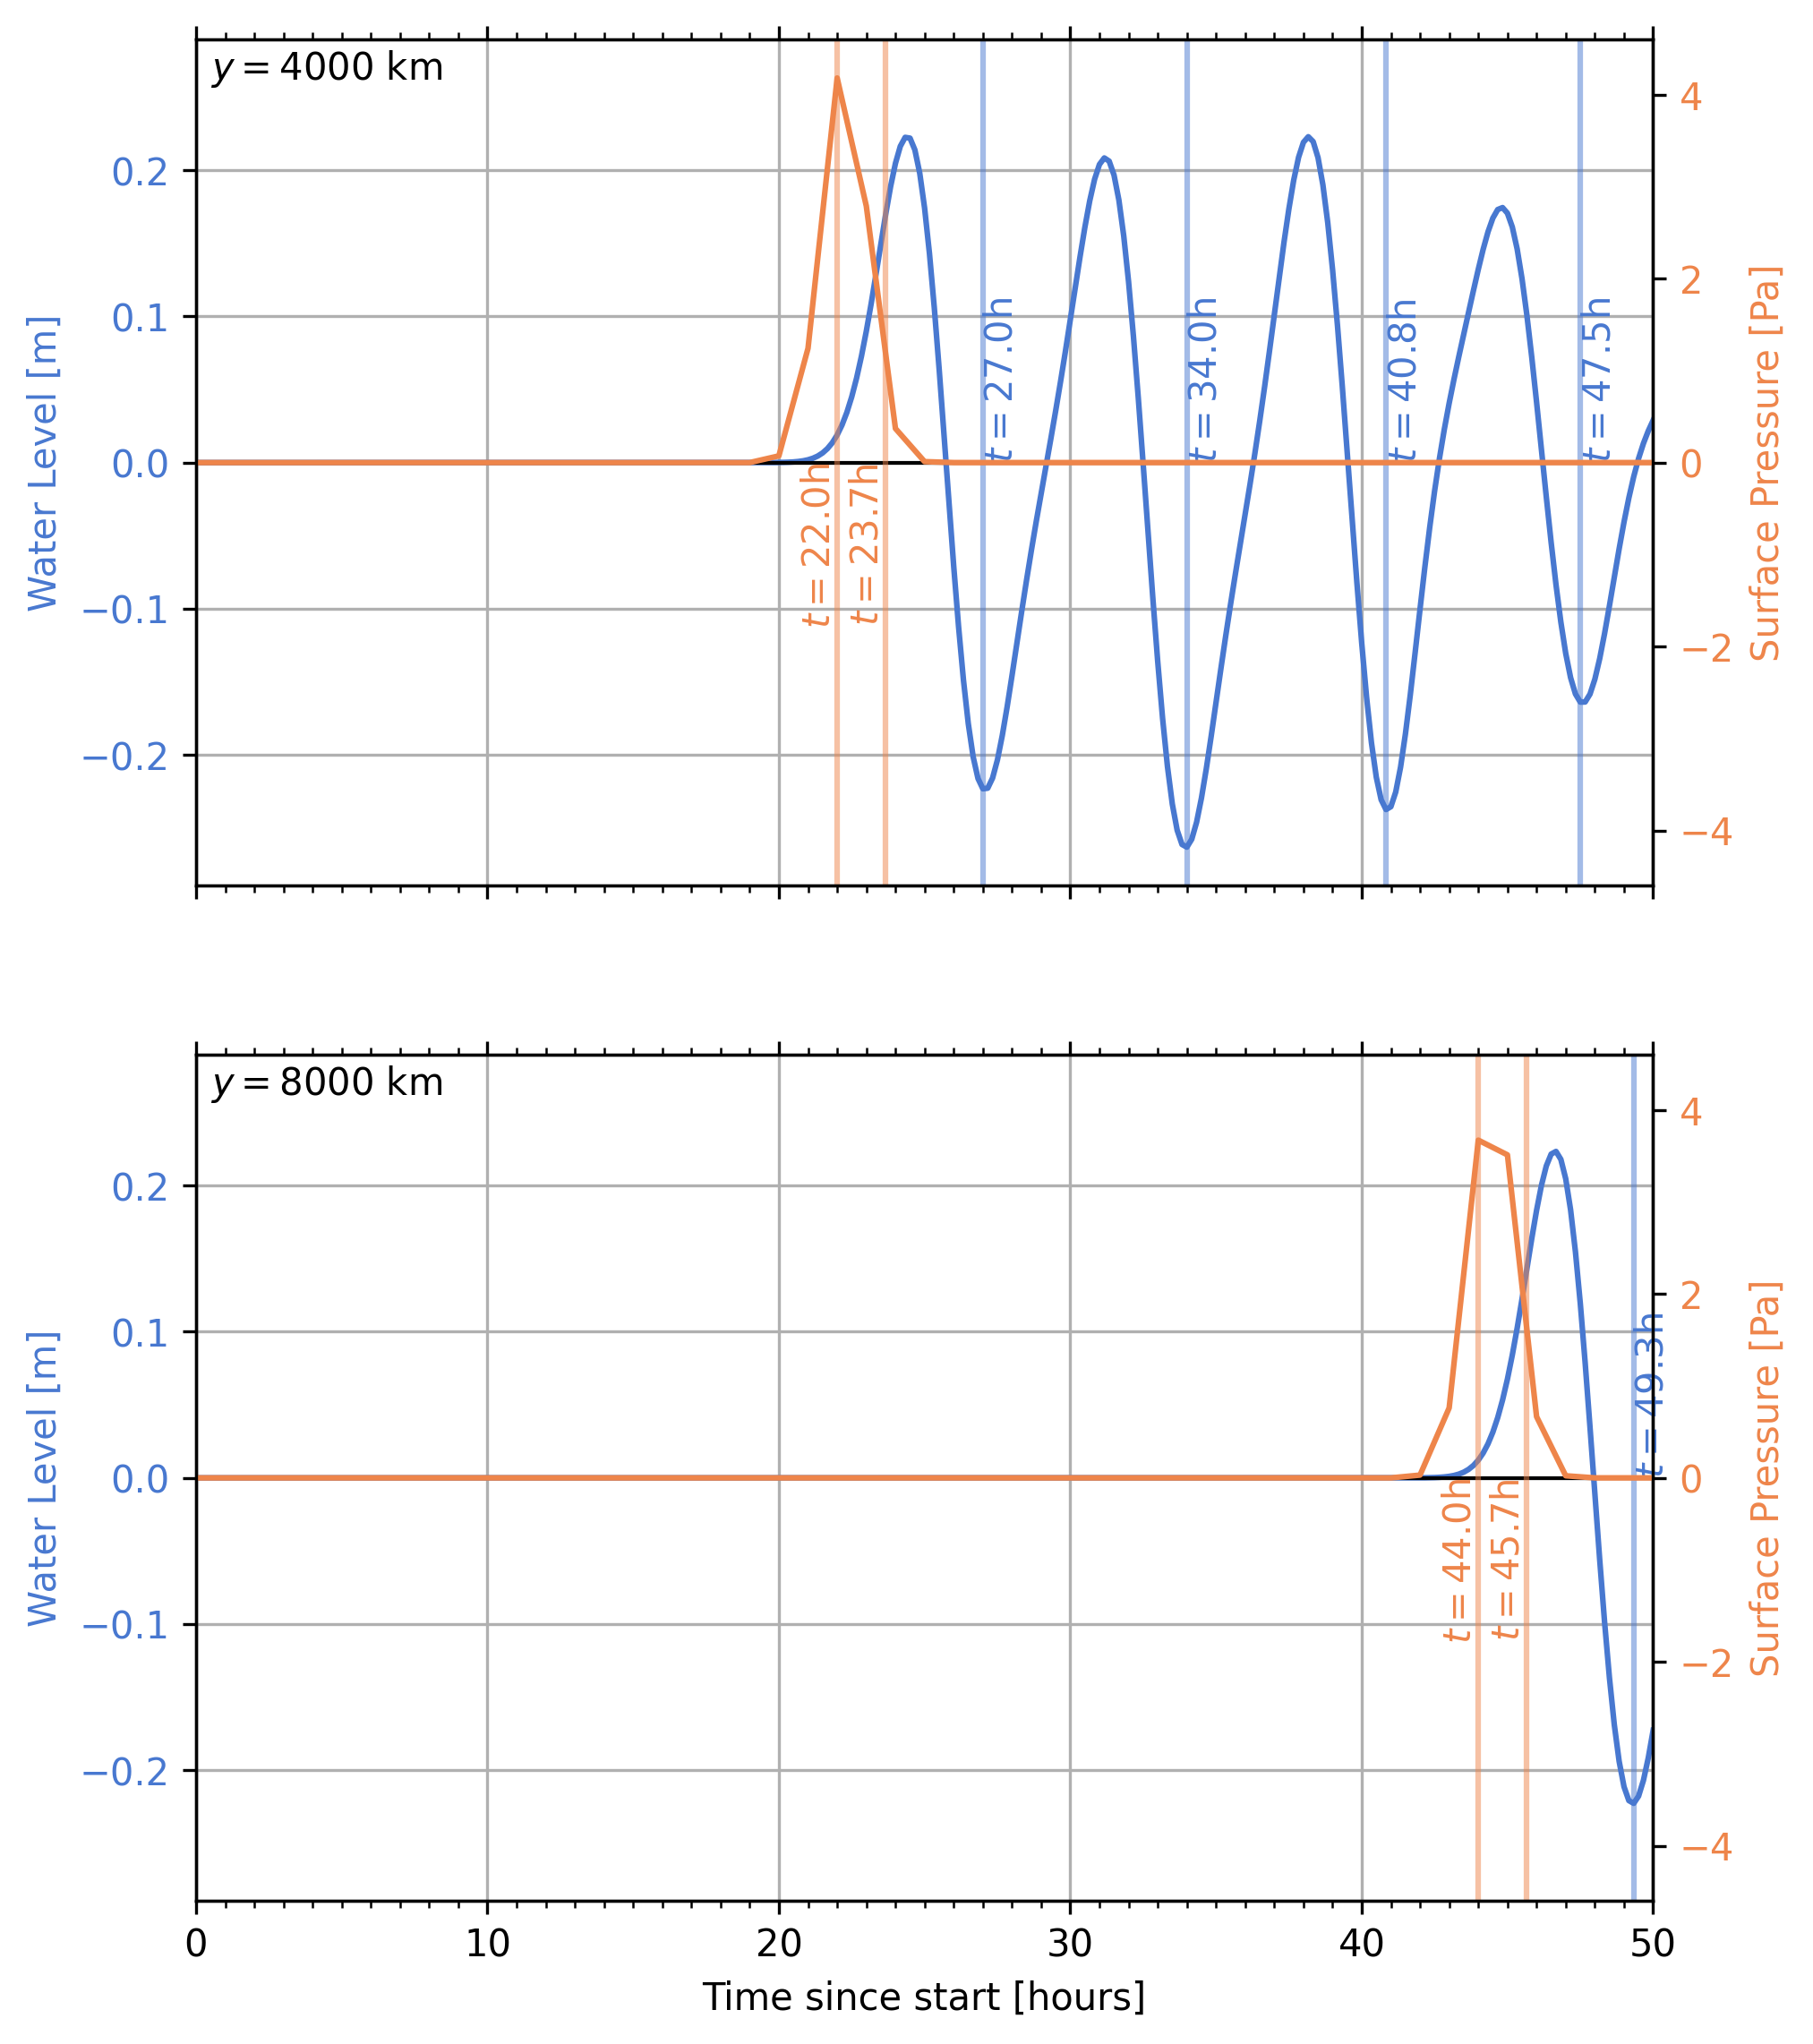 y = 4000 km
Water Level [m]
0.2
0.1
0.0
−0.1
−0.2
t = 22.0h
t = 23.7h
t = 27.0h
t = 34.0h
t = 40.8h
t = 47.5h
4
2
0
−2
−4
Surface Pressure [Pa]
y = 8000 km
Water Level [m]
0.2
0.1
0.0
−0.1
−0.2
t = 44.0h
t = 45.7h
t = 49.3h
4
2
0
−2
−4
Surface Pressure [Pa]
0 10 20 30 40 50
Time since start [hours]